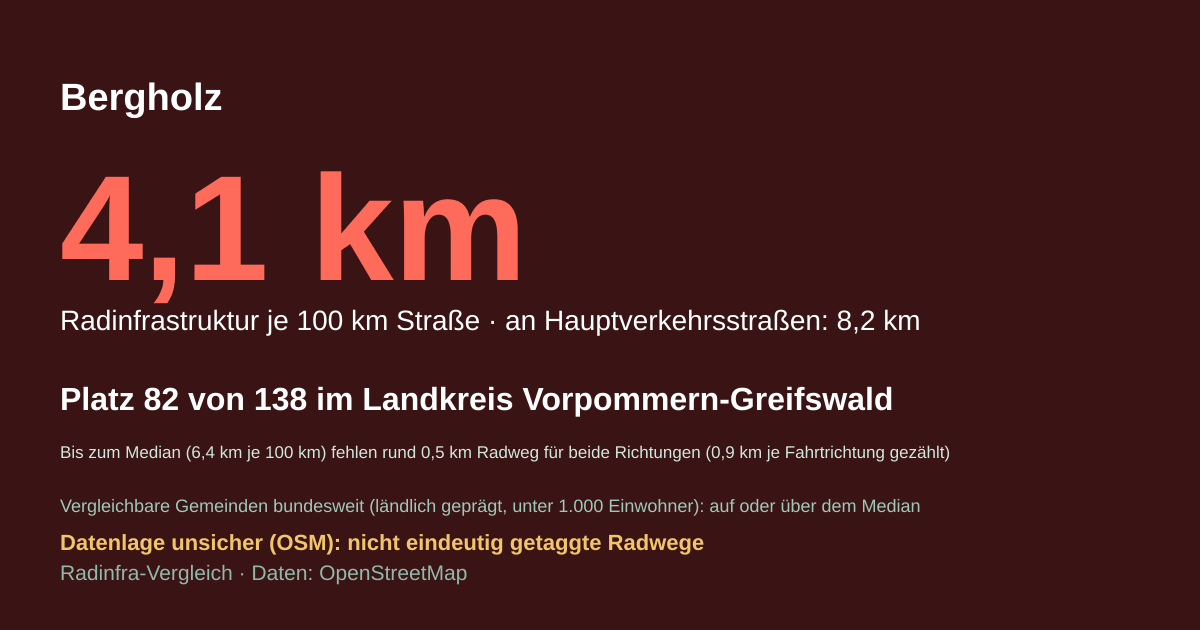 Bergholz
4,1 km
Radinfrastruktur je 100 km Straße · an Hauptverkehrsstraßen: 8,2 km
Platz 82 von 138 im Landkreis Vorpommern-Greifswald
Bis zum Median (6,4 km je 100 km) fehlen rund 0,5 km Radweg für beide Richtungen (0,9 km je Fahrtrichtung gezählt)
Vergleichbare Gemeinden bundesweit (ländlich geprägt, unter 1.000 Einwohner): auf oder über dem Median
Datenlage unsicher (OSM): nicht eindeutig getaggte Radwege
Radinfra-Vergleich · Daten: OpenStreetMap